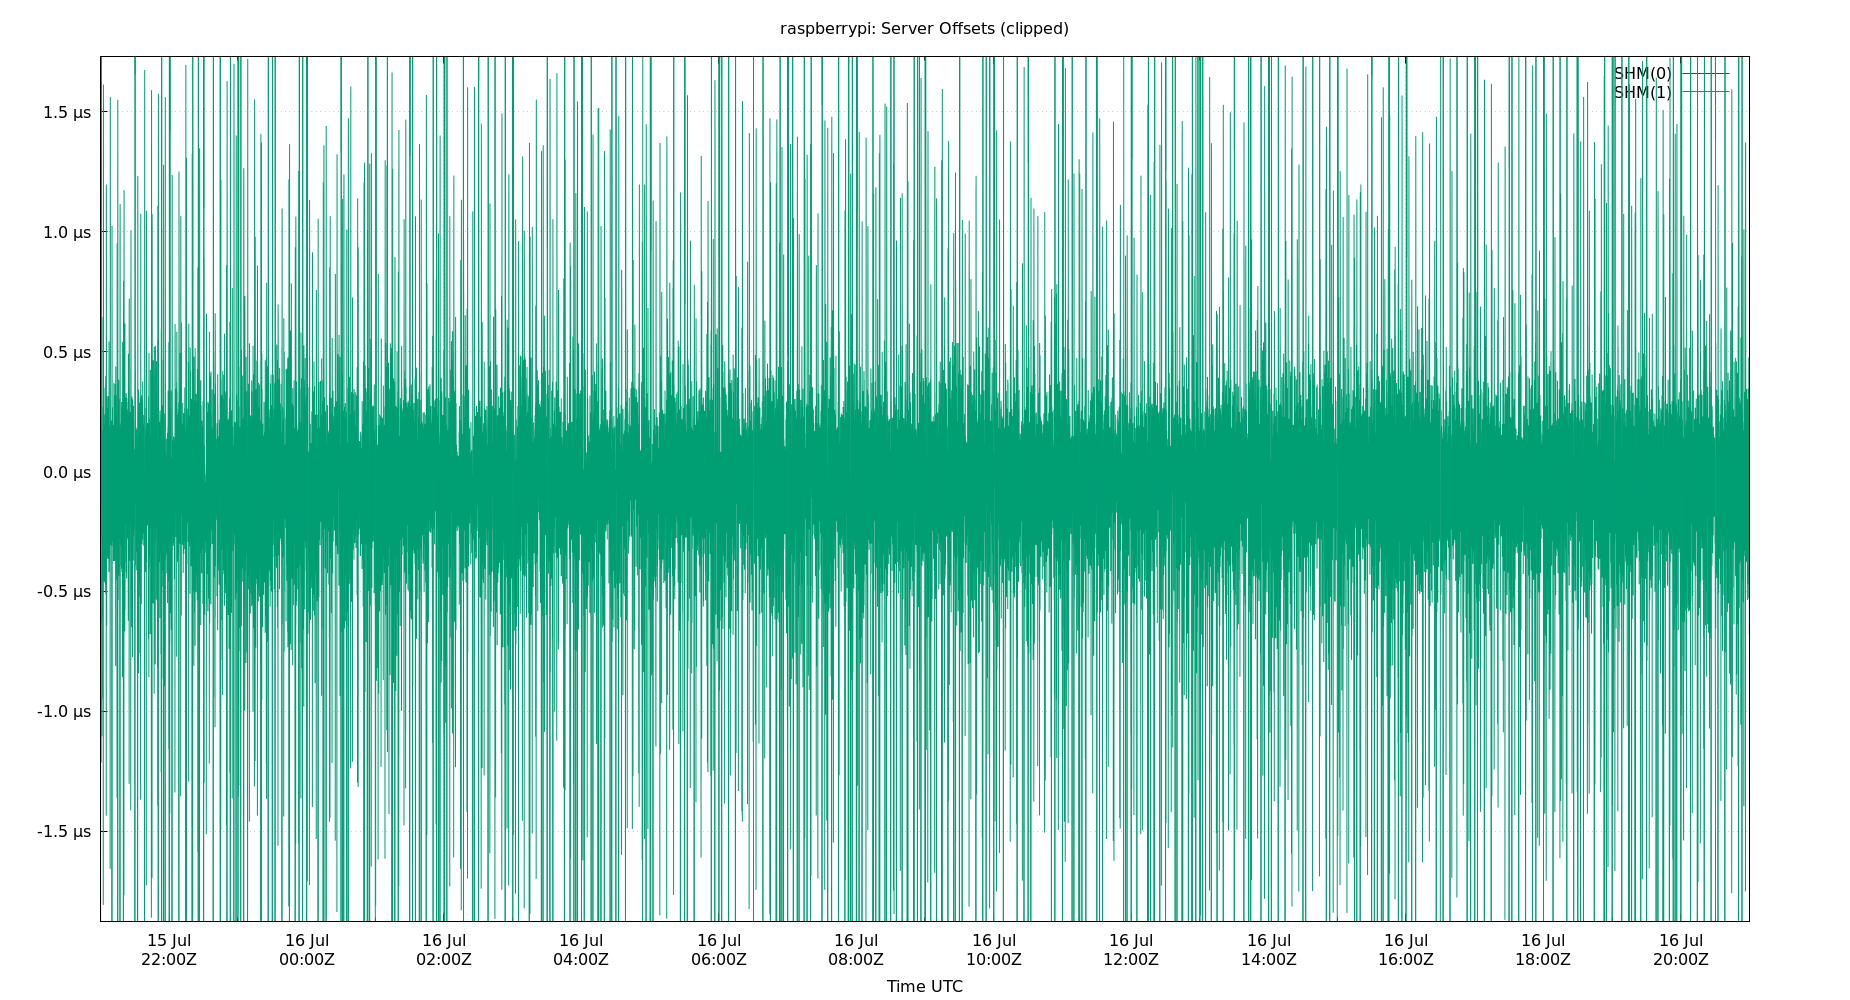 raspberrypi: Server Offsets (clipped)
SHM(0)
SHM(1)
1.5 μs
1.0 μs
0.5 μs
0.0 μs
-0.5 μs
-1.0 μs
-1.5 μs
15 Jul 16 Jul 16 Jul 16 Jul 16 Jul 16 Jul 16 Jul 16 Jul 16 Jul 16 Jul 16 Jul 16 Jul
22:00Z 00:00Z 02:00Z 04:00Z 06:00Z 08:00Z 10:00Z 12:00Z 14:00Z 16:00Z 18:00Z 20:00Z
Time UTC